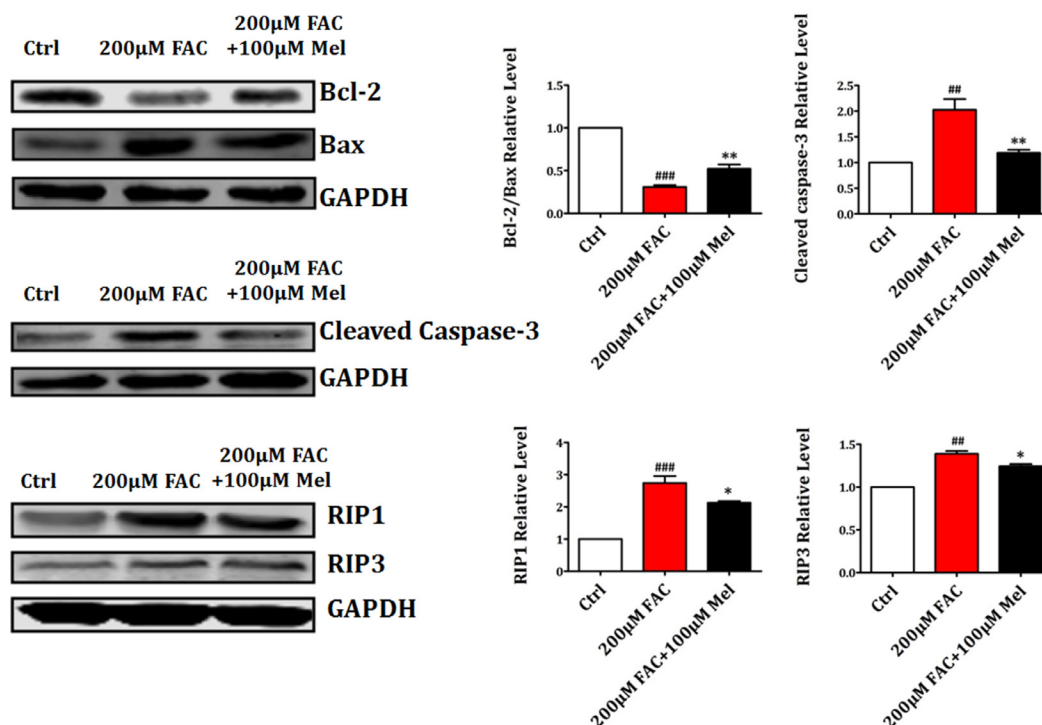 Ctrl 200μM FAC 200μM FAC
+100μM Mel
Bcl-2
Bax
GAPDH
Ctrl 200μM FAC 200μM FAC
+100μM Mel
Cleaved Caspase-3
GAPDH
Ctrl 200μM FAC 200μM FAC
+100μM Mel
RIP1
RIP3
GAPDH
Bcl-2/Bax Relative Level
1.5
1.0
0.5
0.0
###
**
Ctrl
200μM FAC
200μM FAC+100μM Mel
Cleaved caspase-3 Relative Level
2.5
2.0
1.5
1.0
0.5
0.0
##
**
Ctrl
200μM FAC
200μM FAC+100μM Mel
RIP1 Relative Level
4
3
2
1
0
###
*
Ctrl
200μM FAC
200μM FAC+100μM Mel
RIP3 Relative Level
1.5
1.0
0.5
0.0
##
*
Ctrl
200μM FAC
200μM FAC+100μM Mel